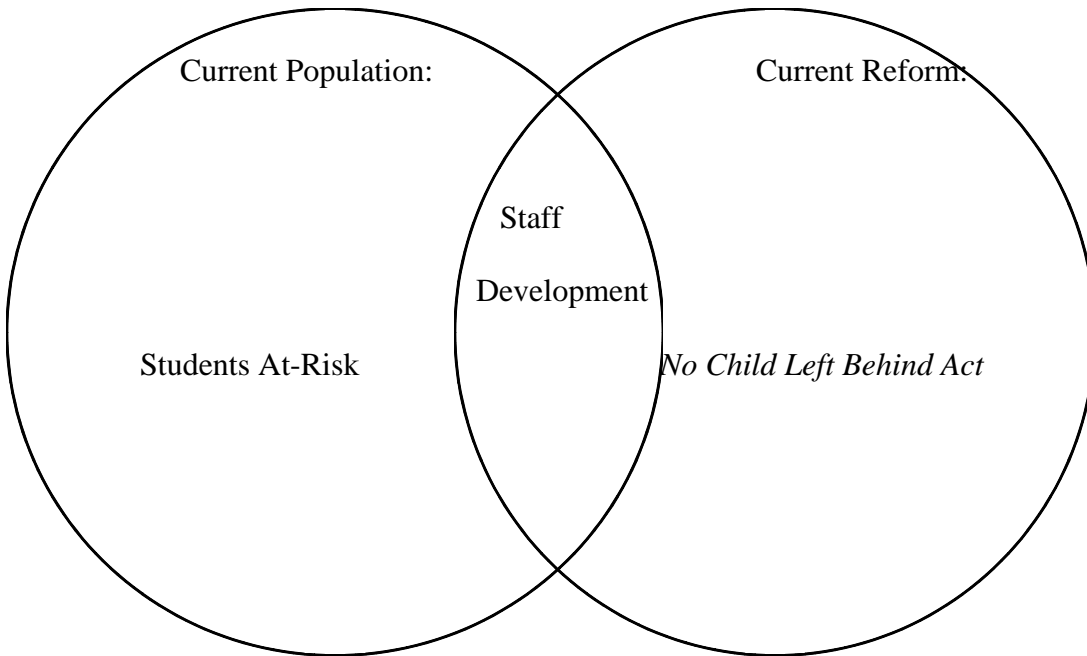 Current Population:
Current Reform:
Staff
Development
Students At-Risk
No Child Left Behind Act